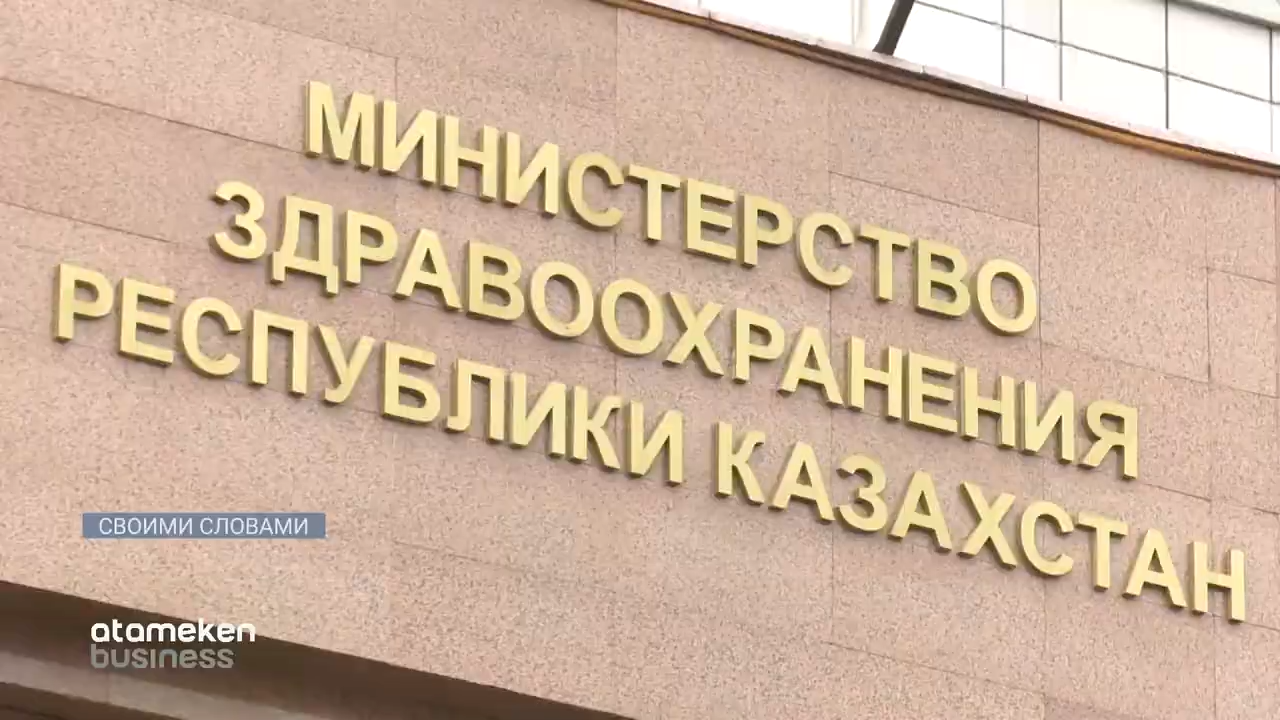 МИНИСТЕРСТВО
ЗДРАВООХРАНЕНИЯ
РЕСПУБЛИКИ КАЗАХСТАН
СВОИМИ СЛОВАМИ
atameken
business